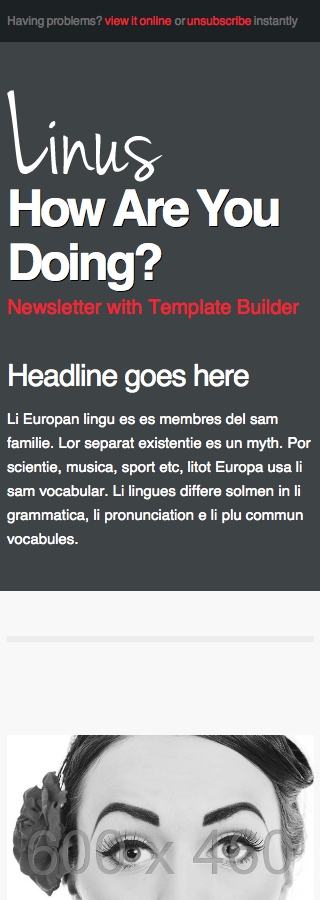 Having problems? view it online or unsubscribe instantly
Linus
How Are You
Doing?
Newsletter with Template Builder
Headline goes here
Li Europan lingu es es membres del sam
familie. Lor separat existentie es un myth. Por
scientie, musica, sport etc, litot Europa usa li
sam vocabular. Li lingues differe solmen in li
grammatica, li pronunciation e li plu commun
vocabules.
600 x 460